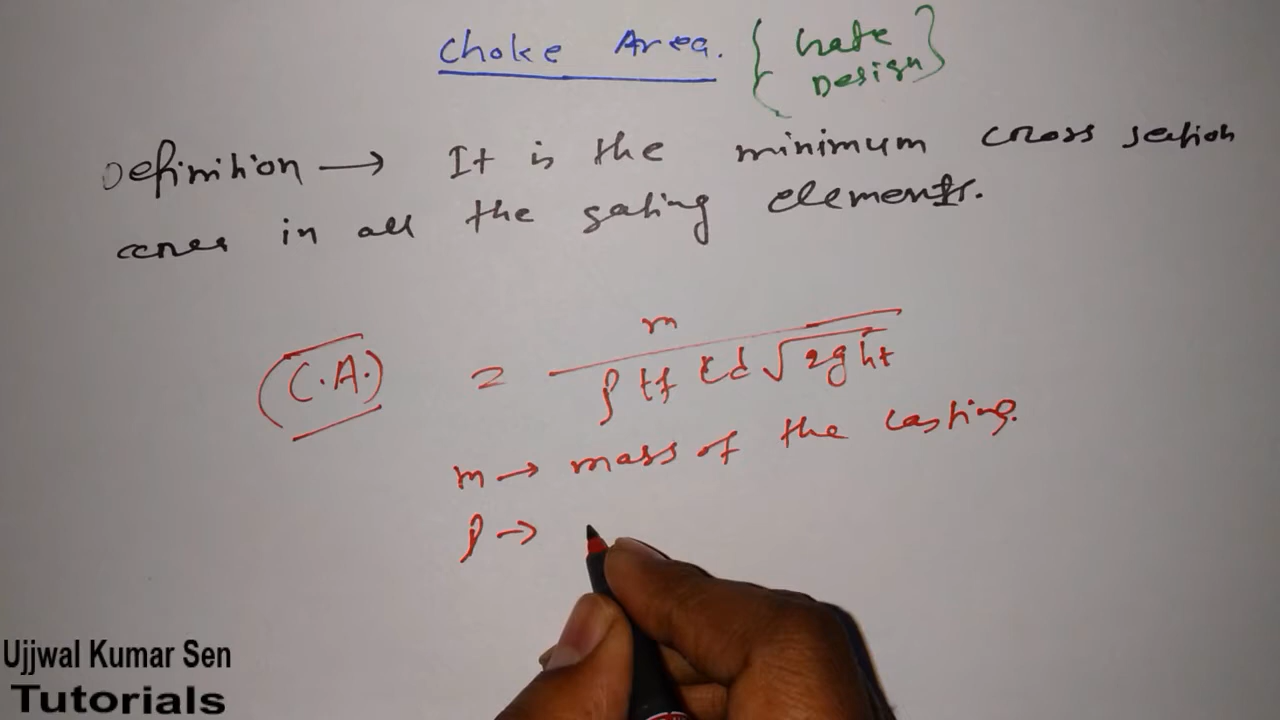 Choke Area. { Gate
Design }
Definition → It is the minimum cross section
area in all the gating elements.
(C.A.) = m / ρ tf Cd √2ght
m → mass of the casting.
ρ →
Ujjwal Kumar Sen
Tutorials